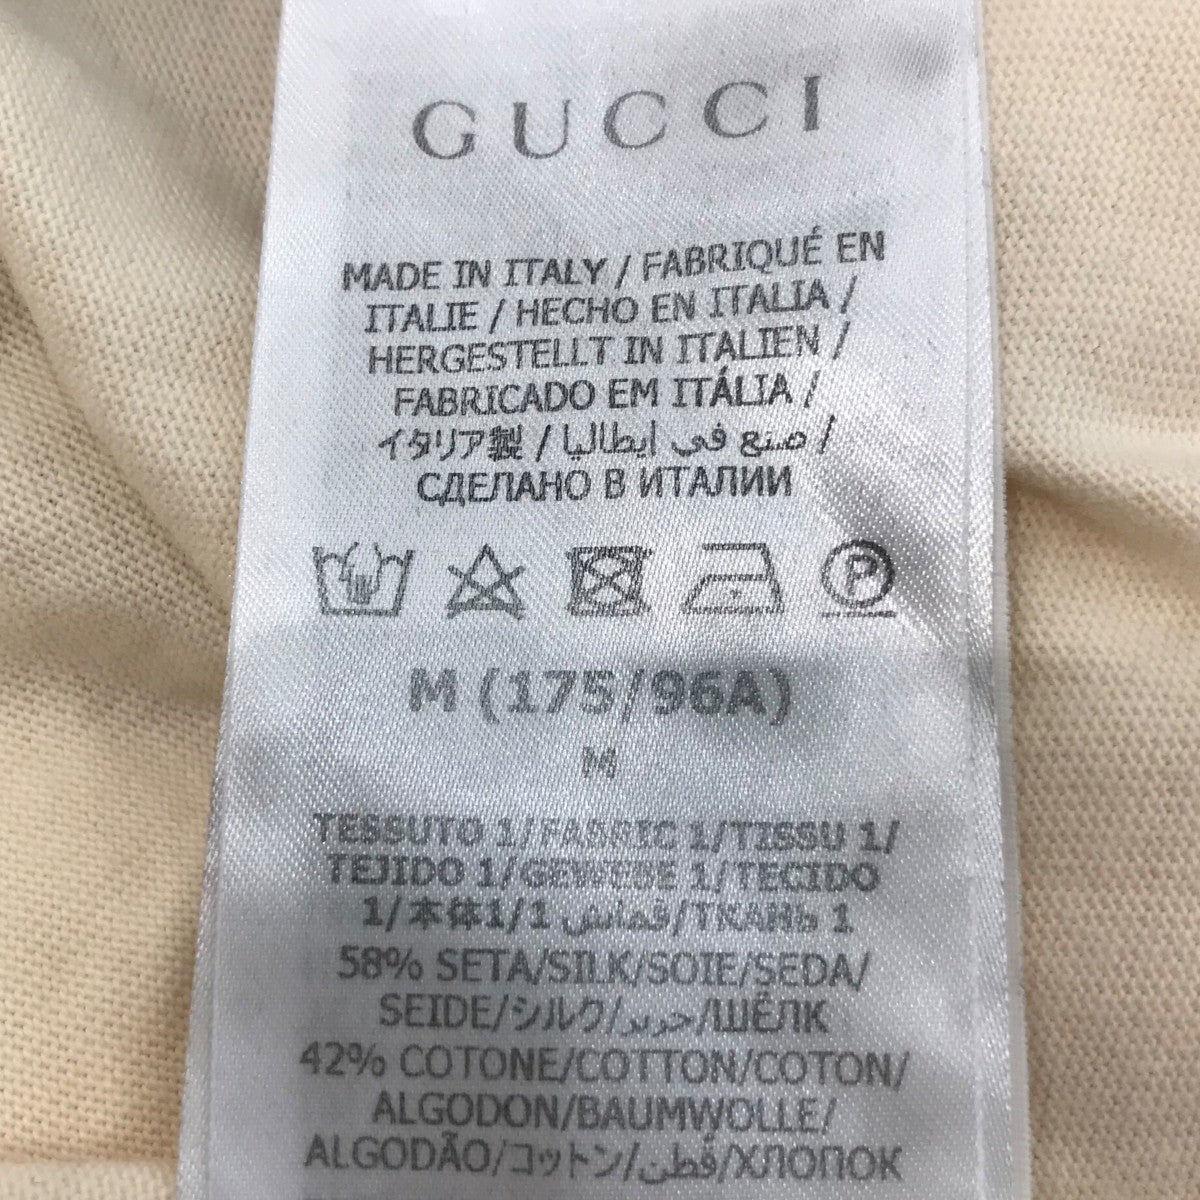 GUCCI
MADE IN ITALY / FABRIQUÉ EN
ITALIE / HECHO EN ITALIA /
HERGESTELLT IN ITALIEN /
FABRICADO EM ITÁLIA /
イタリア製 / صنع في إيطاليا /
СДЕЛАНО В ИТАЛИИ
P
M (175/96A)
M
TESSUTO 1/FABRIC 1/TISSU 1/
TEJIDO 1/GEWEBE 1/TECIDO
1/本体1/1 قماش/ТКАНЬ 1
58% SETA/SILK/SOIE/SEDA/
SEIDE/シルク/حرير/ШЁЛК
42% COTONE/COTTON/COTON/
ALGODON/BAUMWOLLE/
ALGODÃO/コットン/قطن/ХЛОПОК